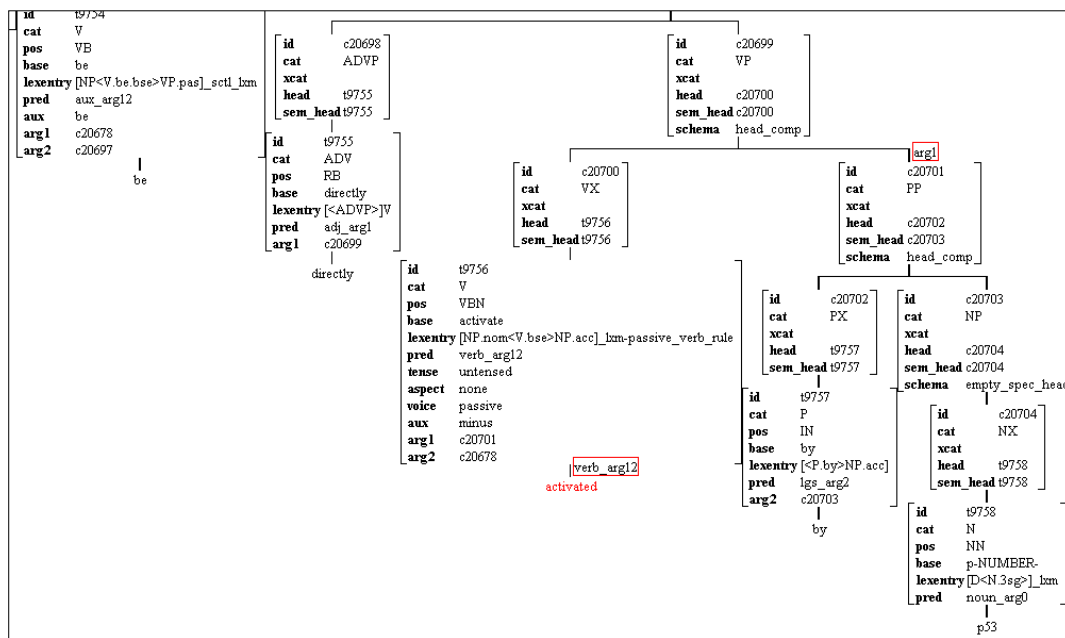 id t9754
cat V
pos VB
base be
lexentry [NP<V.be.bse>VP.pas]_sctl_lxm
pred aux_arg12
aux be
arg1 c20678
arg2 c20697
be
id c20698
cat ADVP
xcat
head t9755
sem_head t9755
id t9755
cat ADV
pos RB
base directly
lexentry [<ADVP>]V
pred adj_arg1
arg1 c20699
directly
id c20699
cat VP
xcat
head c20700
sem_head c20700
schema head_comp
id c20700
cat VX
xcat
head t9756
sem_head t9756
id t9756
cat V
pos VBN
base activate
lexentry [NP.nom<V.bse>NP.acc]_lxm-passive_verb_rule
pred verb_arg12
tense untensed
aspect none
voice passive
aux minus
arg1 c20701
arg2 c20678
verb_arg12
activated
arg1
id c20701
cat PP
xcat
head c20702
sem_head c20703
schema head_comp
id c20702
cat PX
xcat
head t9757
sem_head t9757
id t9757
cat P
pos IN
base by
lexentry [<P.by>NP.acc]
pred lgs_arg2
arg2 c20703
by
id c20703
cat NP
xcat
head c20704
sem_head c20704
schema empty_spec_head
id c20704
cat NX
xcat
head t9758
sem_head t9758
id t9758
cat N
pos NN
base p-NUMBER-
lexentry [D<N.3sg>]_lxm
pred noun_arg0
p53